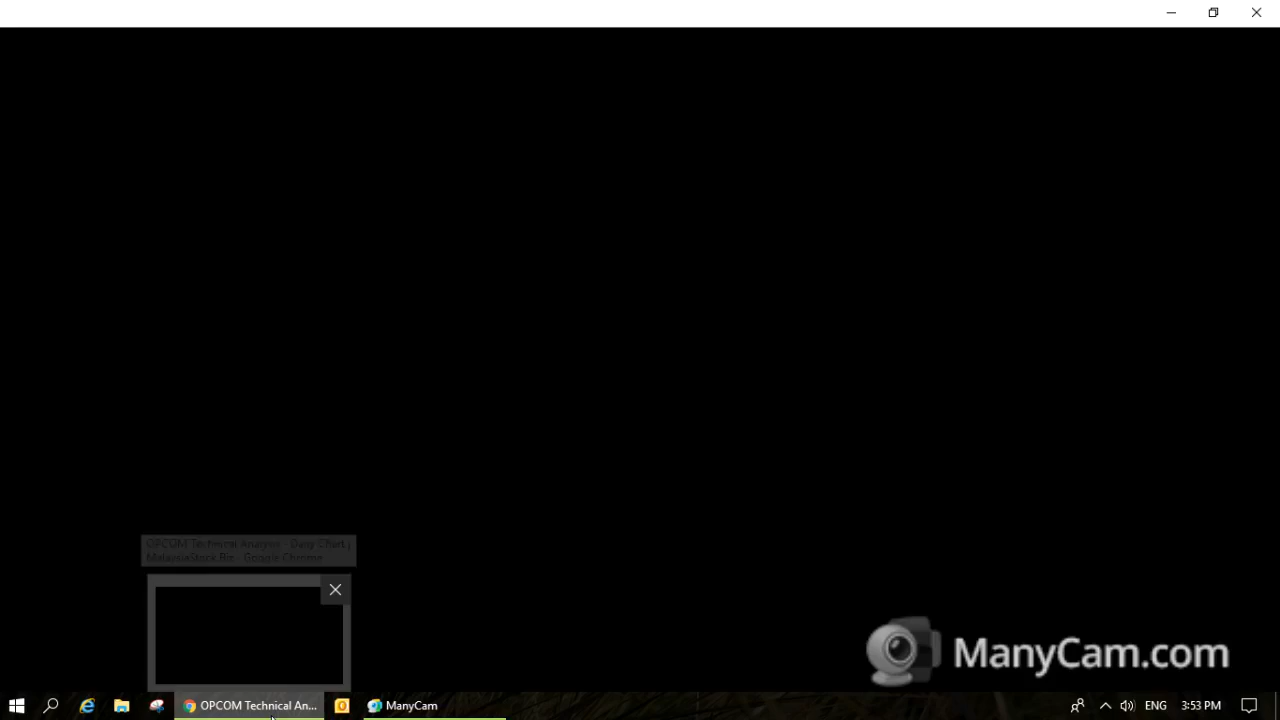 OPCOM Technical Analysis - Daily Chart |
MalaysiaStock.Biz - Google Chrome
ManyCam.com
OPCOM Technical An...
ManyCam
ENG
3:53 PM